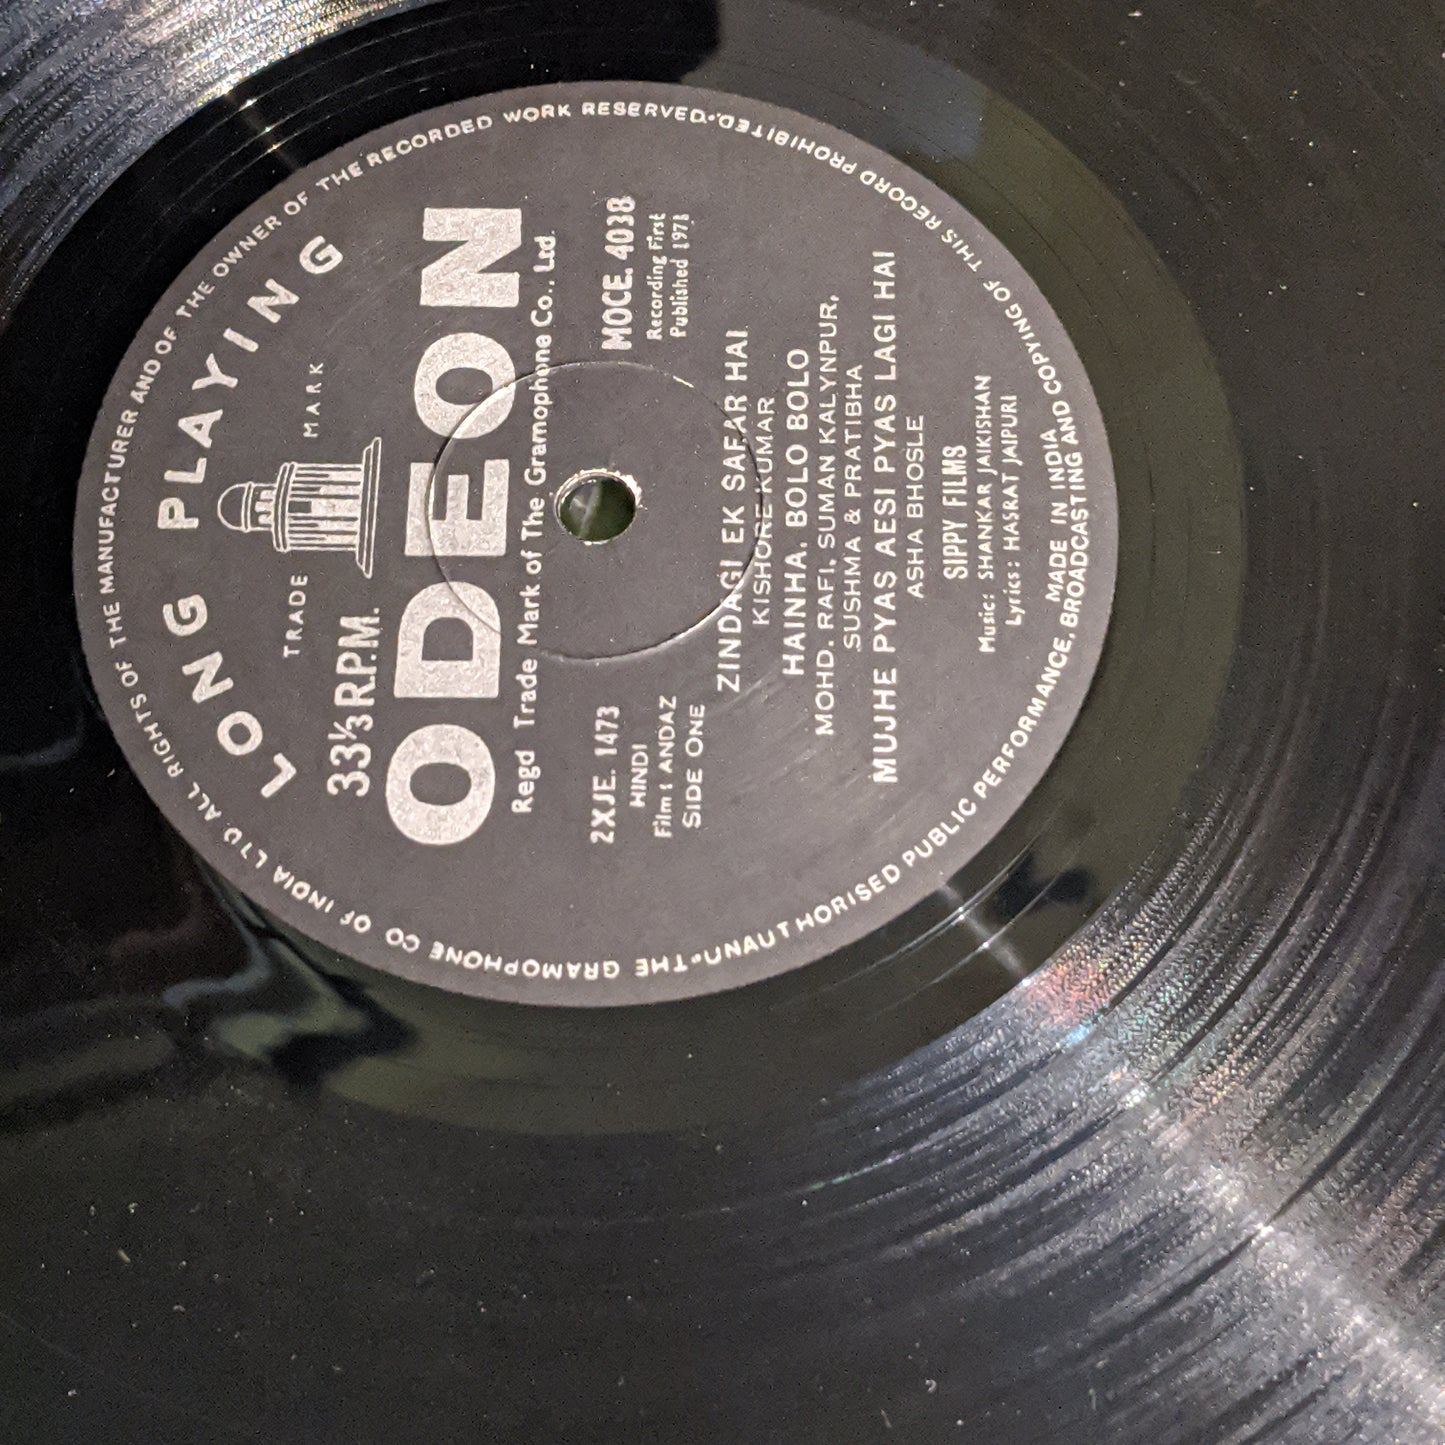 THE GRAMOPHONE CO OF INDIA LTD ALL RIGHTS OF THE MANUFACTURER AND OF THE OWNER OF THE RECORDED WORK RESERVED.
UNAUTHORISED PUBLIC PERFORMANCE, BROADCASTING AND COPYING OF THIS RECORD PROHIBITED.
LONG PLAYING
TRADE MARK
33⅓ R.P.M.
ODEON
Regd Trade Mark of The Gramophone Co., Ltd.
2XJE. 1473
HINDI
Film : ANDAZ
SIDE ONE
MOCE. 4038
Recording First
Published 1971
ZINDAGI EK SAFAR HAI
KISHORE KUMAR
HAINHA. BOLO BOLO
MOHD. RAFI, SUMAN KALYNPUR,
SUSHMA & PRATIBHA
MUJHE PYAS AESI PYAS LAGI HAI
ASHA BHOSLE
SIPPY FILMS
Music: SHANKAR JAIKISHAN
Lyrics: HASRAT JAIPURI
MADE IN INDIA